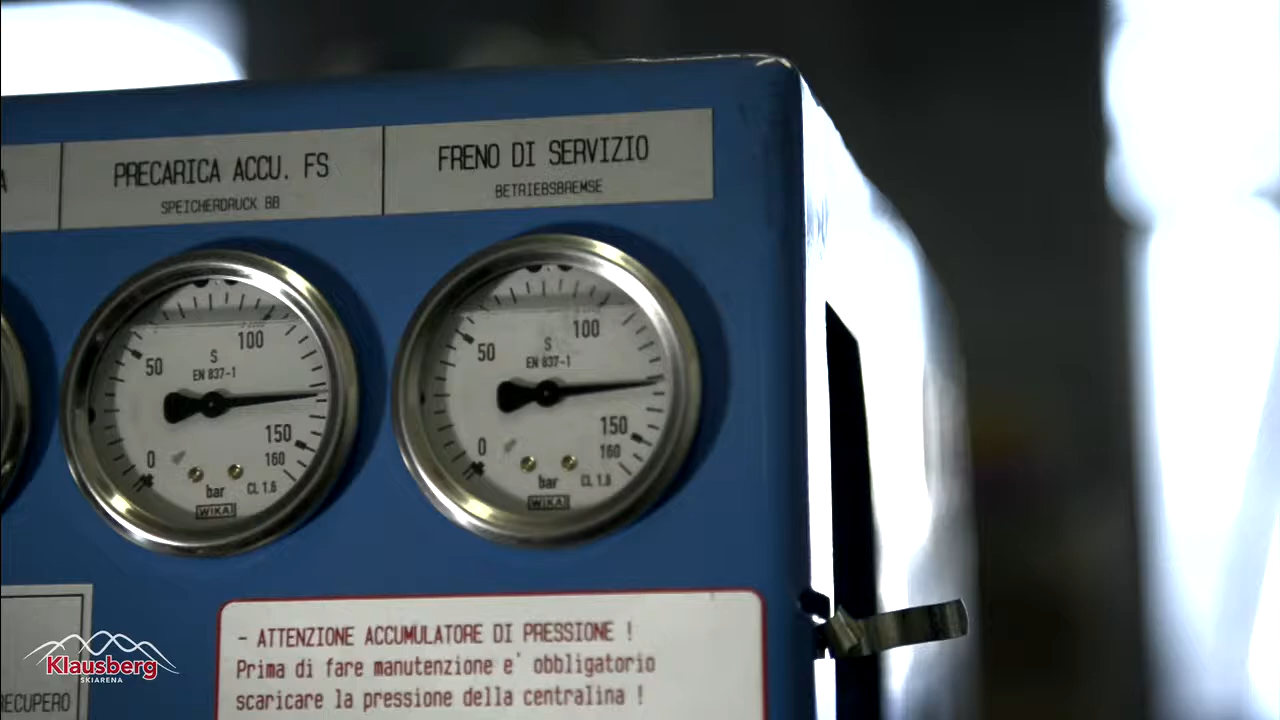 PRECARICA ACCU. FS
SPEICHERDRUCK BB
FRENO DI SERVIZIO
BETRIEBSBREMSE
50
100
S
EN 837-1
150
0
160
bar
CL 1.6
WIKA
50
100
S
EN 837-1
150
0
160
bar
CL 1.6
WIKA
- ATTENZIONE ACCUMULATORE DI PRESSIONE !
Prima di fare manutenzione e' obbligatorio
scaricare la pressione della centralina !
RECUPERO
Klausberg
SKIARENA